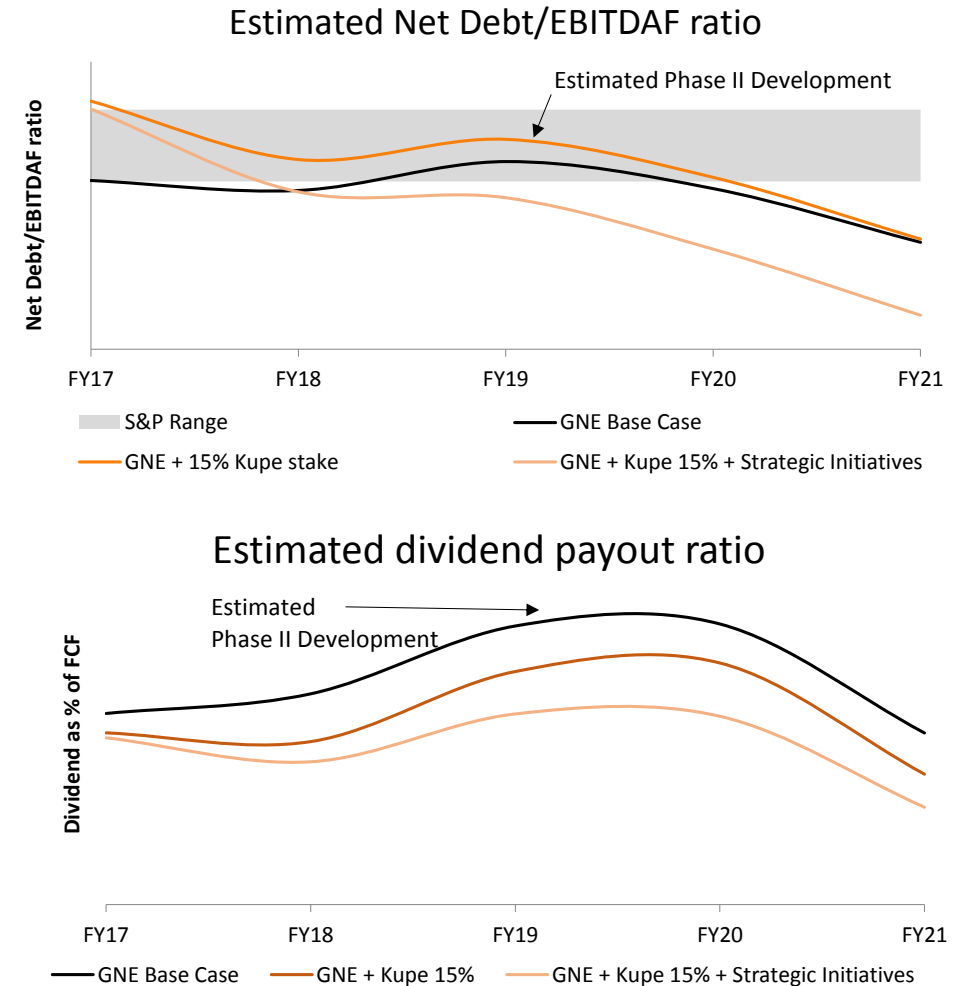 Estimated Net Debt/EBITDAF ratio
Estimated Phase II Development
Net Debt/EBITDAF ratio
FY17 FY18 FY19 FY20 FY21
S&P Range GNE Base Case
GNE + 15% Kupe stake GNE + Kupe 15% + Strategic Initiatives
Estimated dividend payout ratio
Estimated
Phase II Development
Dividend as % of FCF
FY17 FY18 FY19 FY20 FY21
GNE Base Case GNE + Kupe 15% GNE + Kupe 15% + Strategic Initiatives